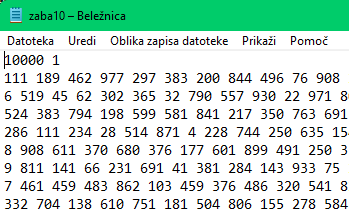 zaba10 – Beležnica
Datoteka Uredi Oblika zapisa datoteke Prikaži Pomoč
10000 1
111 189 462 977 297 383 200 844 496 76 908
6 519 45 62 302 365 32 790 557 930 22 971 8
524 383 794 198 599 581 841 217 350 763 691
286 111 234 28 514 871 4 228 744 250 635 15
8 908 611 370 680 376 177 601 899 491 250 3
9 811 141 66 231 691 41 381 284 143 933 75
7 461 459 483 862 103 459 376 486 320 541 8
332 704 138 610 751 181 504 806 155 278 584